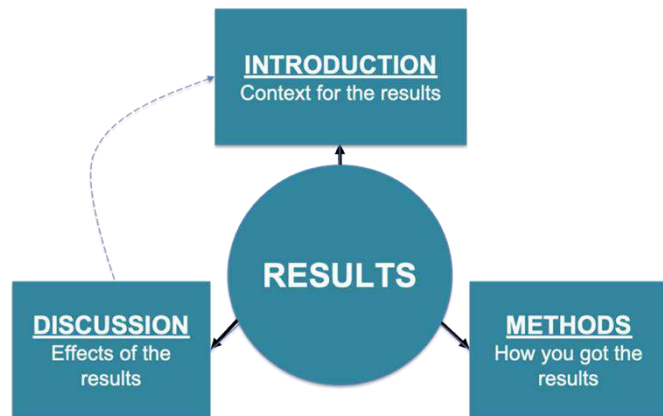 INTRODUCTION
Context for the results
RESULTS
DISCUSSION
Effects of the
results
METHODS
How you got the
results